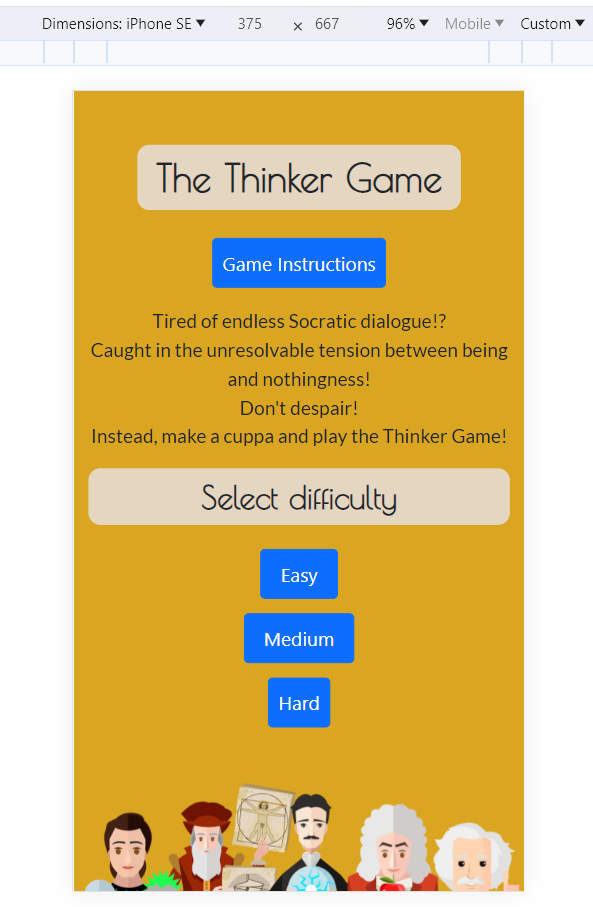 Dimensions: iPhone SE ▼ 375 × 667 96% ▼ Mobile ▼ Custom ▼
The Thinker Game
Game Instructions
Tired of endless Socratic dialogue!?
Caught in the unresolvable tension between being
and nothingness!
Don't despair!
Instead, make a cuppa and play the Thinker Game!
Select difficulty
Easy
Medium
Hard